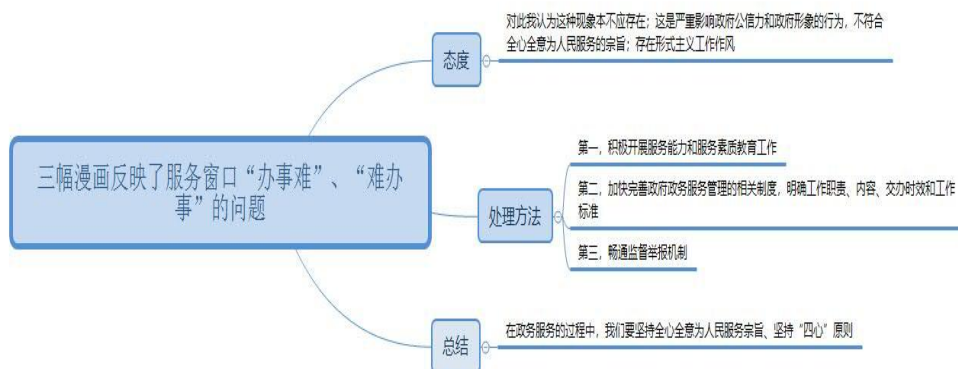 三幅漫画反映了服务窗口“办事难”、“难办
事”的问题
态度
对此我认为这种现象本不应存在；这是严重影响政府公信力和政府形象的行为，不符合
全心全意为人民服务的宗旨；存在形式主义工作作风
处理方法
第一，积极开展服务能力和服务素质教育工作
第二，加快完善政府政务服务管理的相关制度，明确工作职责、内容、交办时效和工作
标准
第三，畅通监督举报机制
总结
在政务服务的过程中，我们要坚持全心全意为人民服务宗旨、坚持“四心”原则